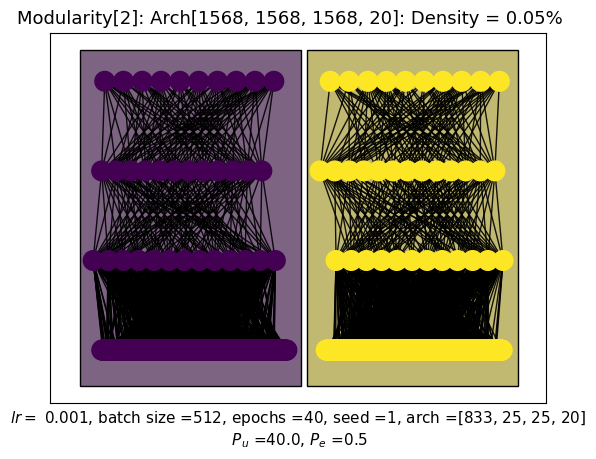 Modularity[2]: Arch[1568, 1568, 1568, 20]: Density = 0.05%
lr = 0.001, batch size =512, epochs =40, seed =1, arch =[833, 25, 25, 20]
P_u =40.0, P_e =0.5